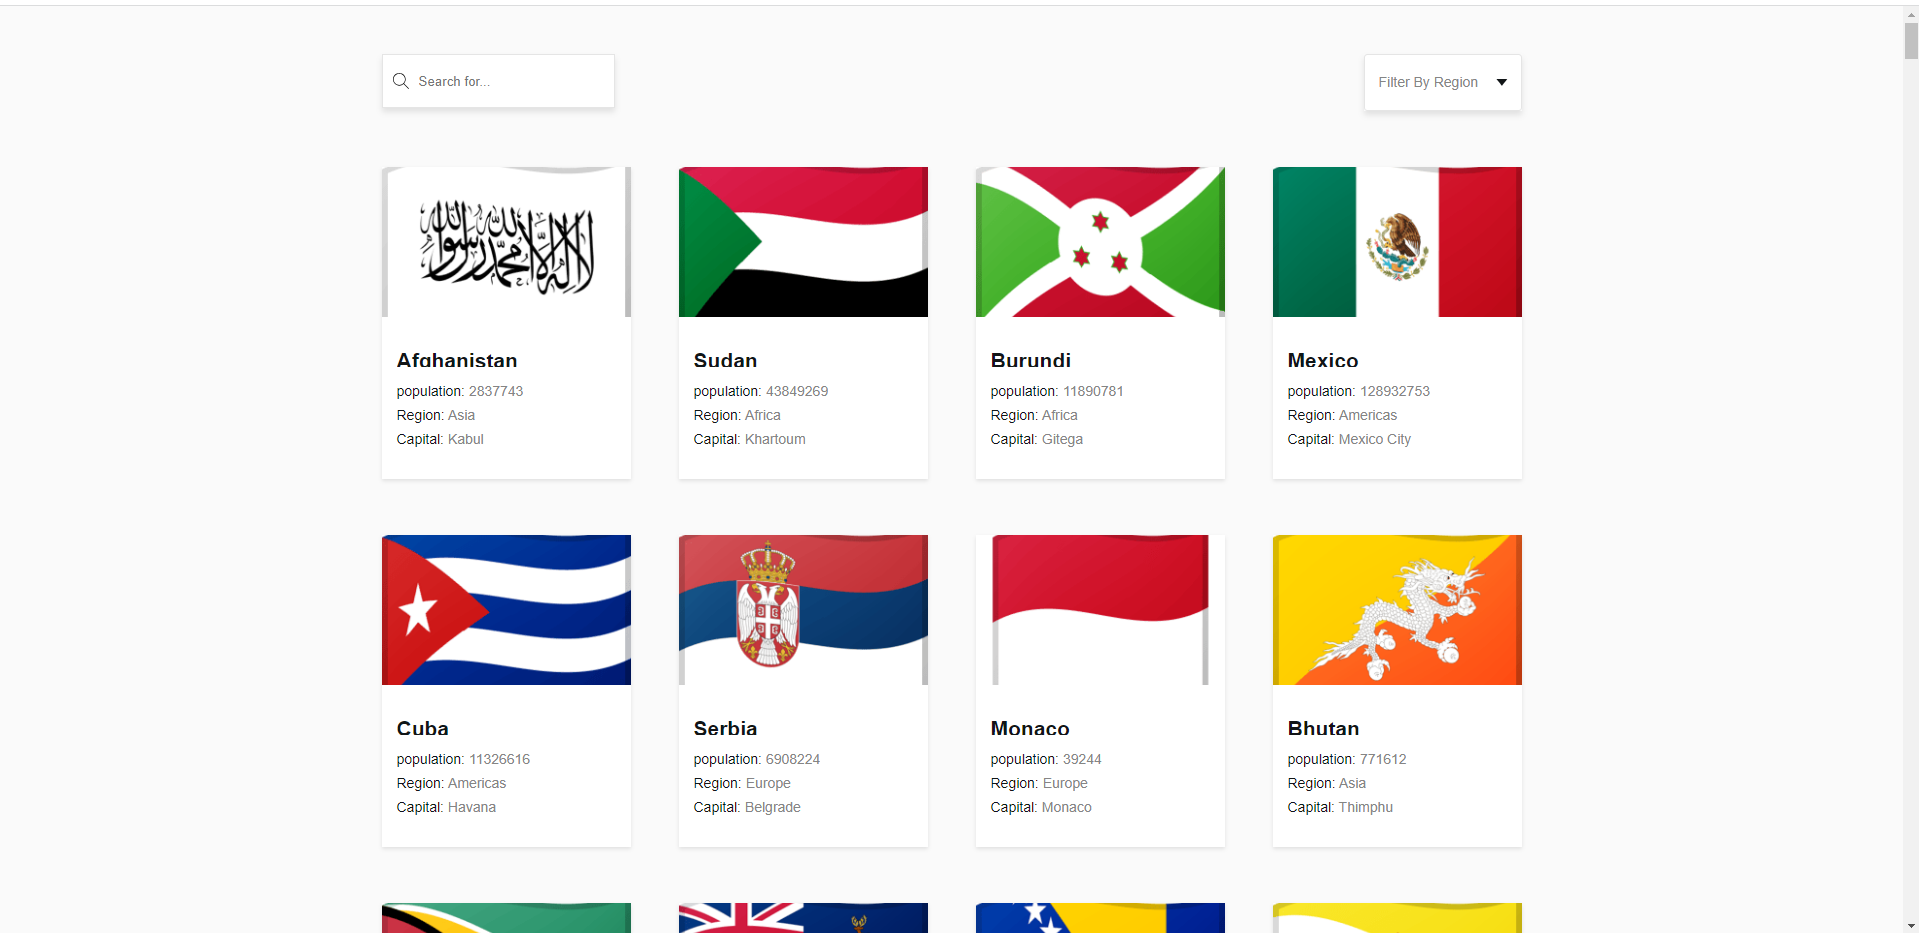 Search for...
Filter By Region
لا إله إلا الله محمد رسول الله
Afghanistan
population: 2837743
Region: Asia
Capital: Kabul
Sudan
population: 43849269
Region: Africa
Capital: Khartoum
Burundi
population: 11890781
Region: Africa
Capital: Gitega
Mexico
population: 128932753
Region: Americas
Capital: Mexico City
Cuba
population: 11326616
Region: Americas
Capital: Havana
Serbia
population: 6908224
Region: Europe
Capital: Belgrade
Monaco
population: 39244
Region: Europe
Capital: Monaco
Bhutan
population: 771612
Region: Asia
Capital: Thimphu